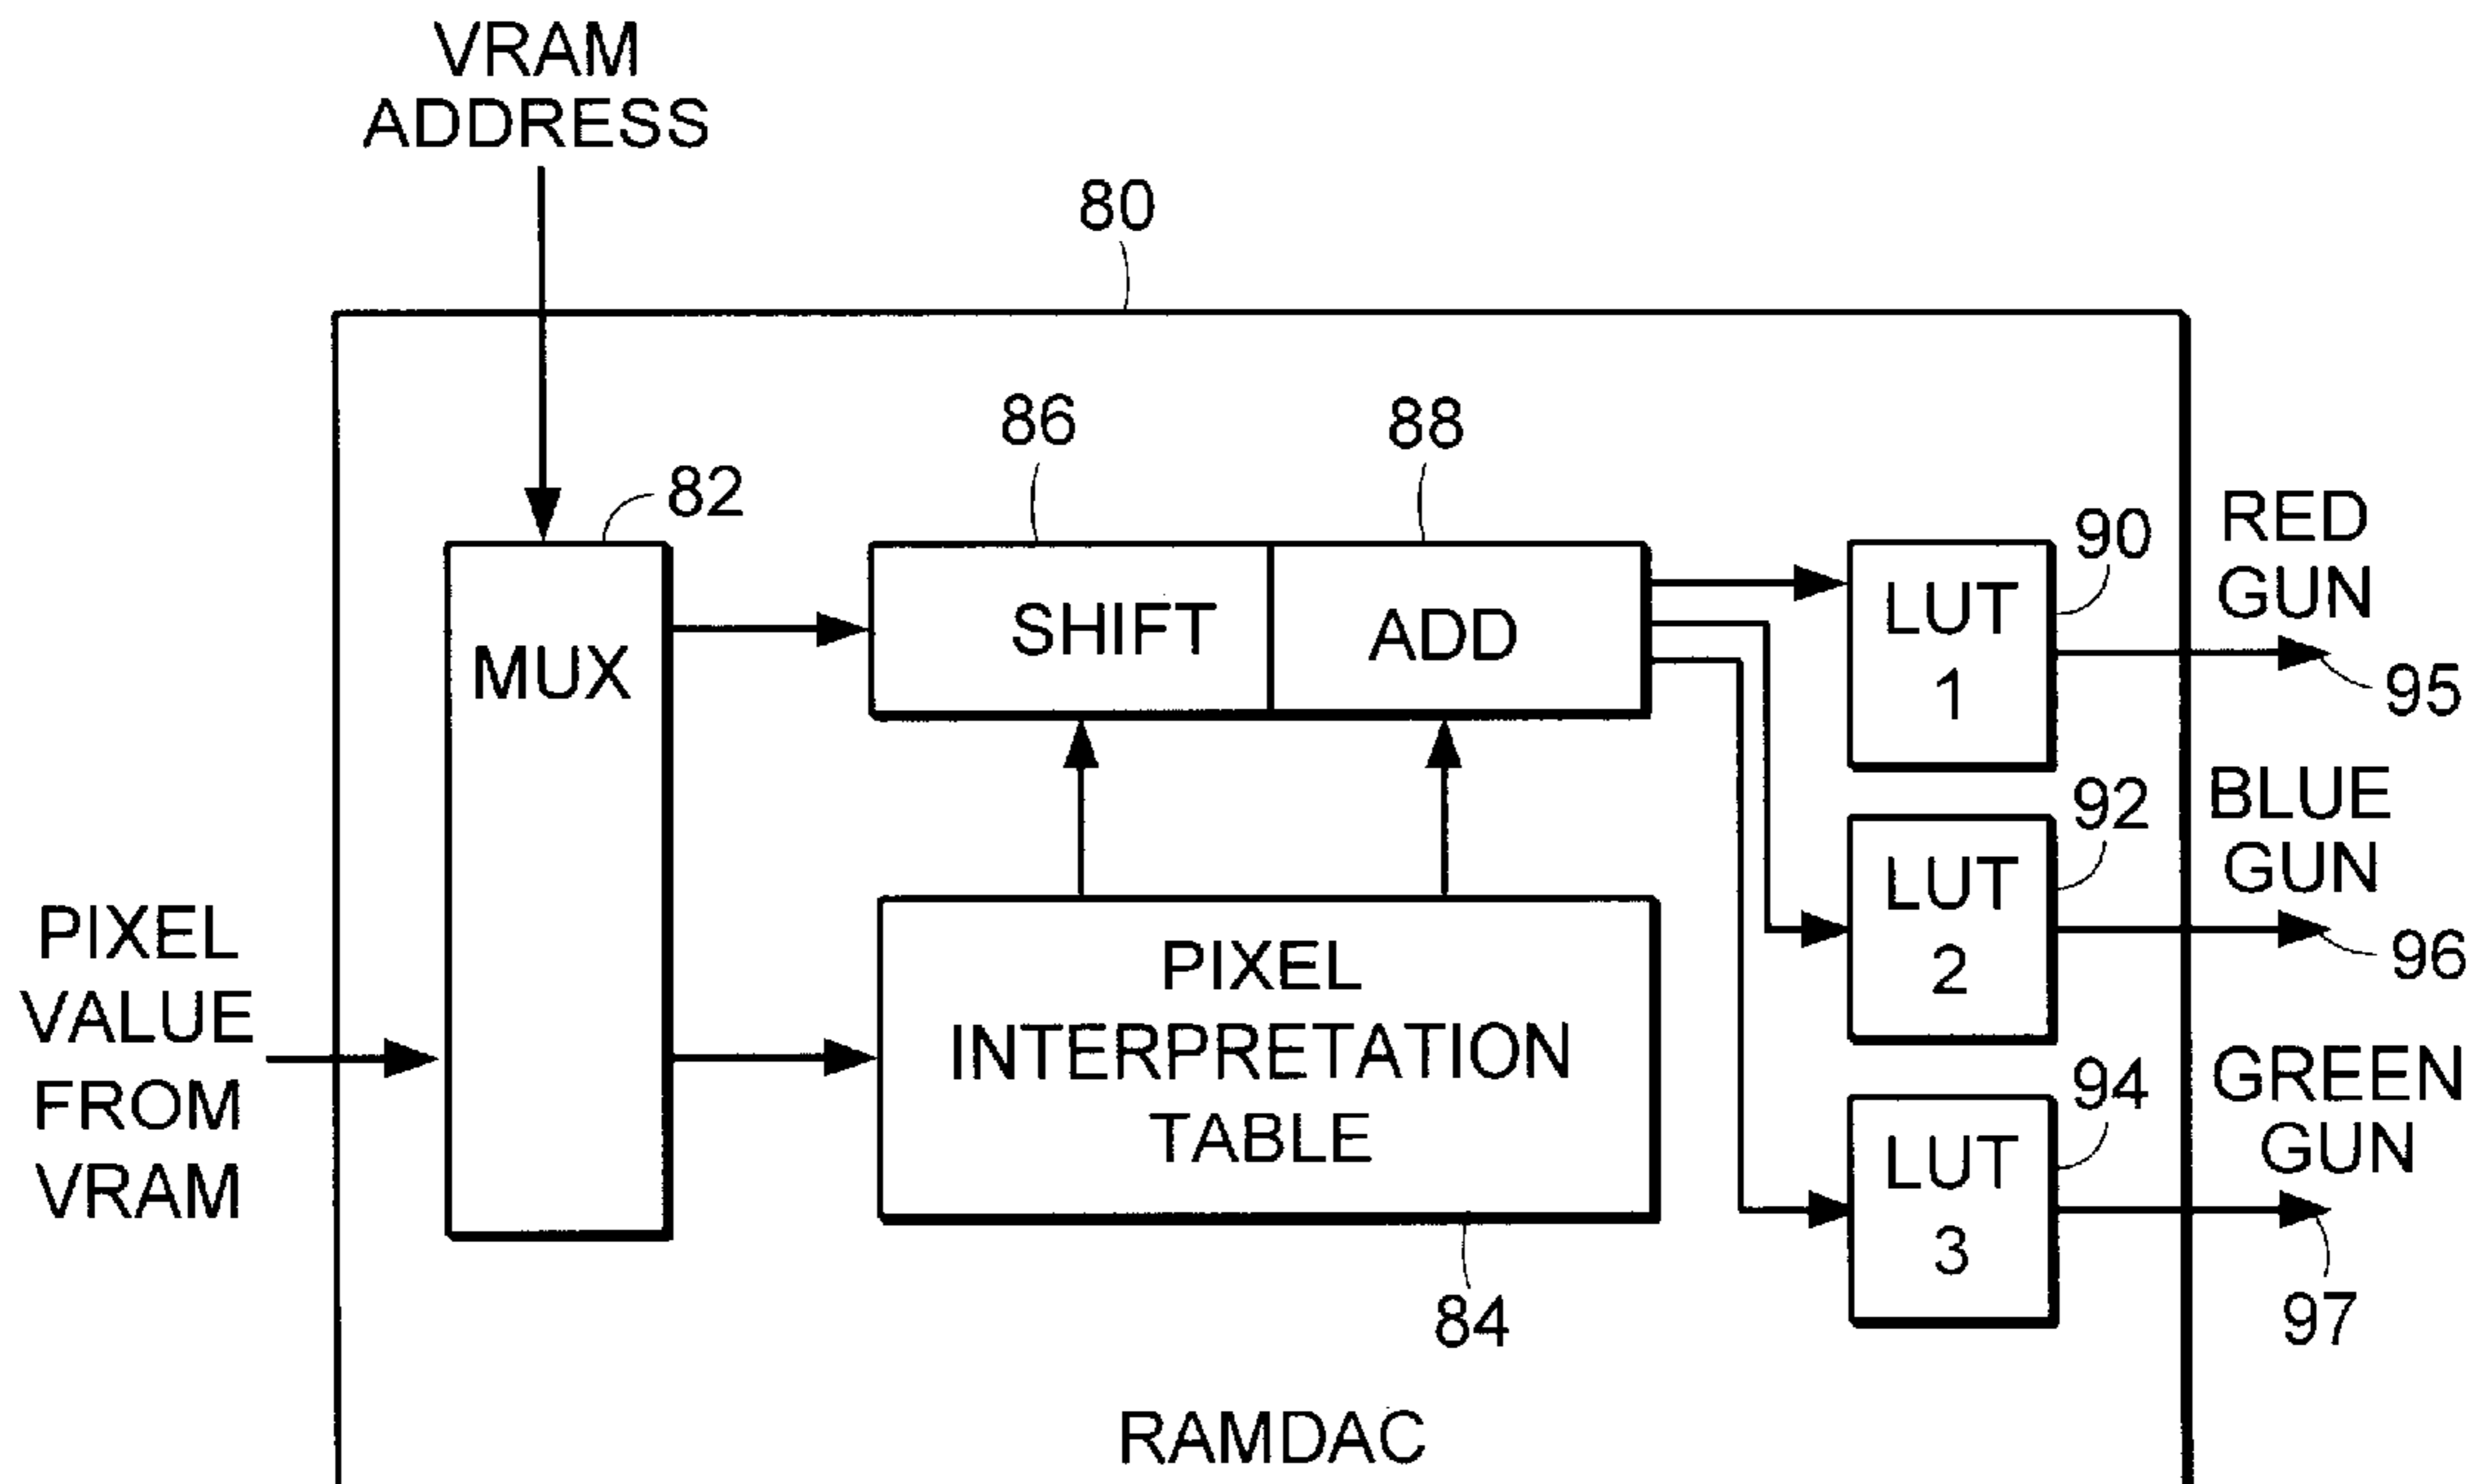 VRAM
ADDRESS
80
86
88
82
90
RED
GUN
95
MUX
SHIFT
ADD
LUT
1
92
BLUE
GUN
96
LUT
2
PIXEL
VALUE
FROM
VRAM
PIXEL
INTERPRETATION
TABLE
84
94
GREEN
GUN
97
LUT
3
RAMDAC